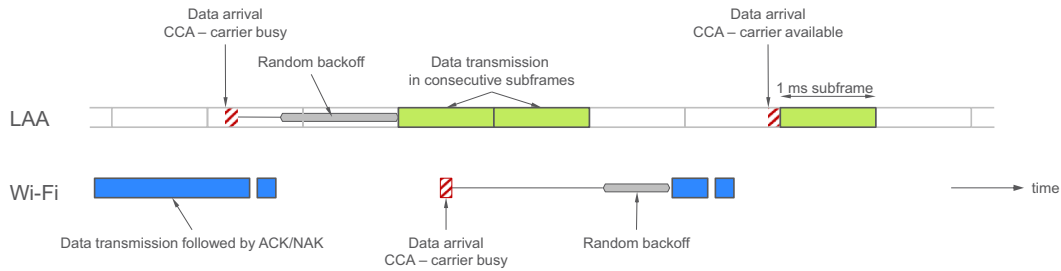 Data arrival
CCA – carrier busy
Data arrival
CCA – carrier available
Random backoff
Data transmission
in consecutive subframes
1 ms subframe
LAA
Wi-Fi
time
Data transmission followed by ACK/NAK
Data arrival
CCA – carrier busy
Random backoff